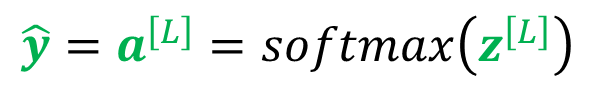 ŷ = a^[L] = softmax(z^[L])